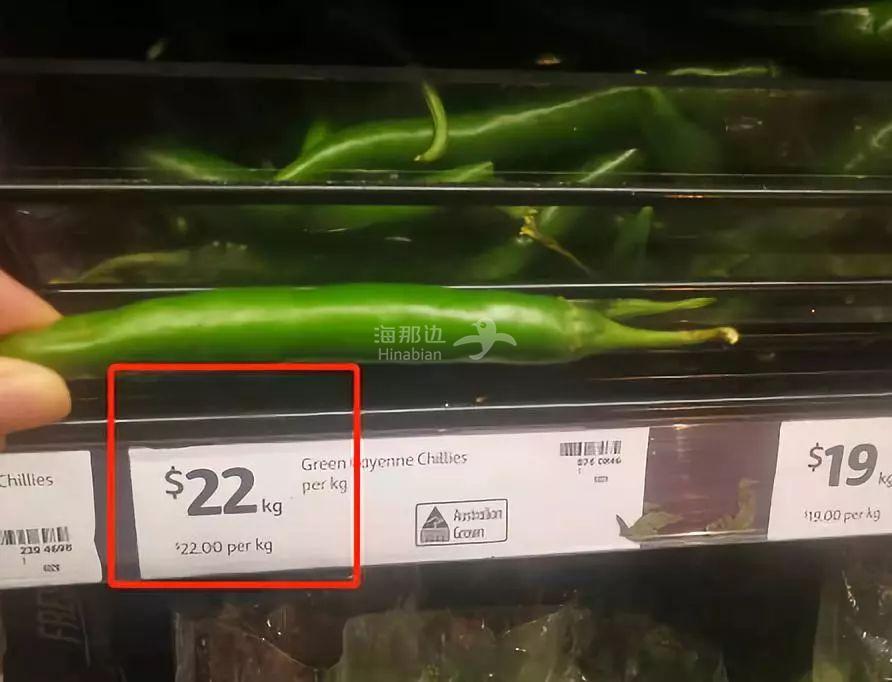 海那边
Hinabian
Chillies
$22 kg
$22.00 per kg
Green Cayenne Chillies
per kg
Australian
Grown
$19 kg
$19.00 per kg